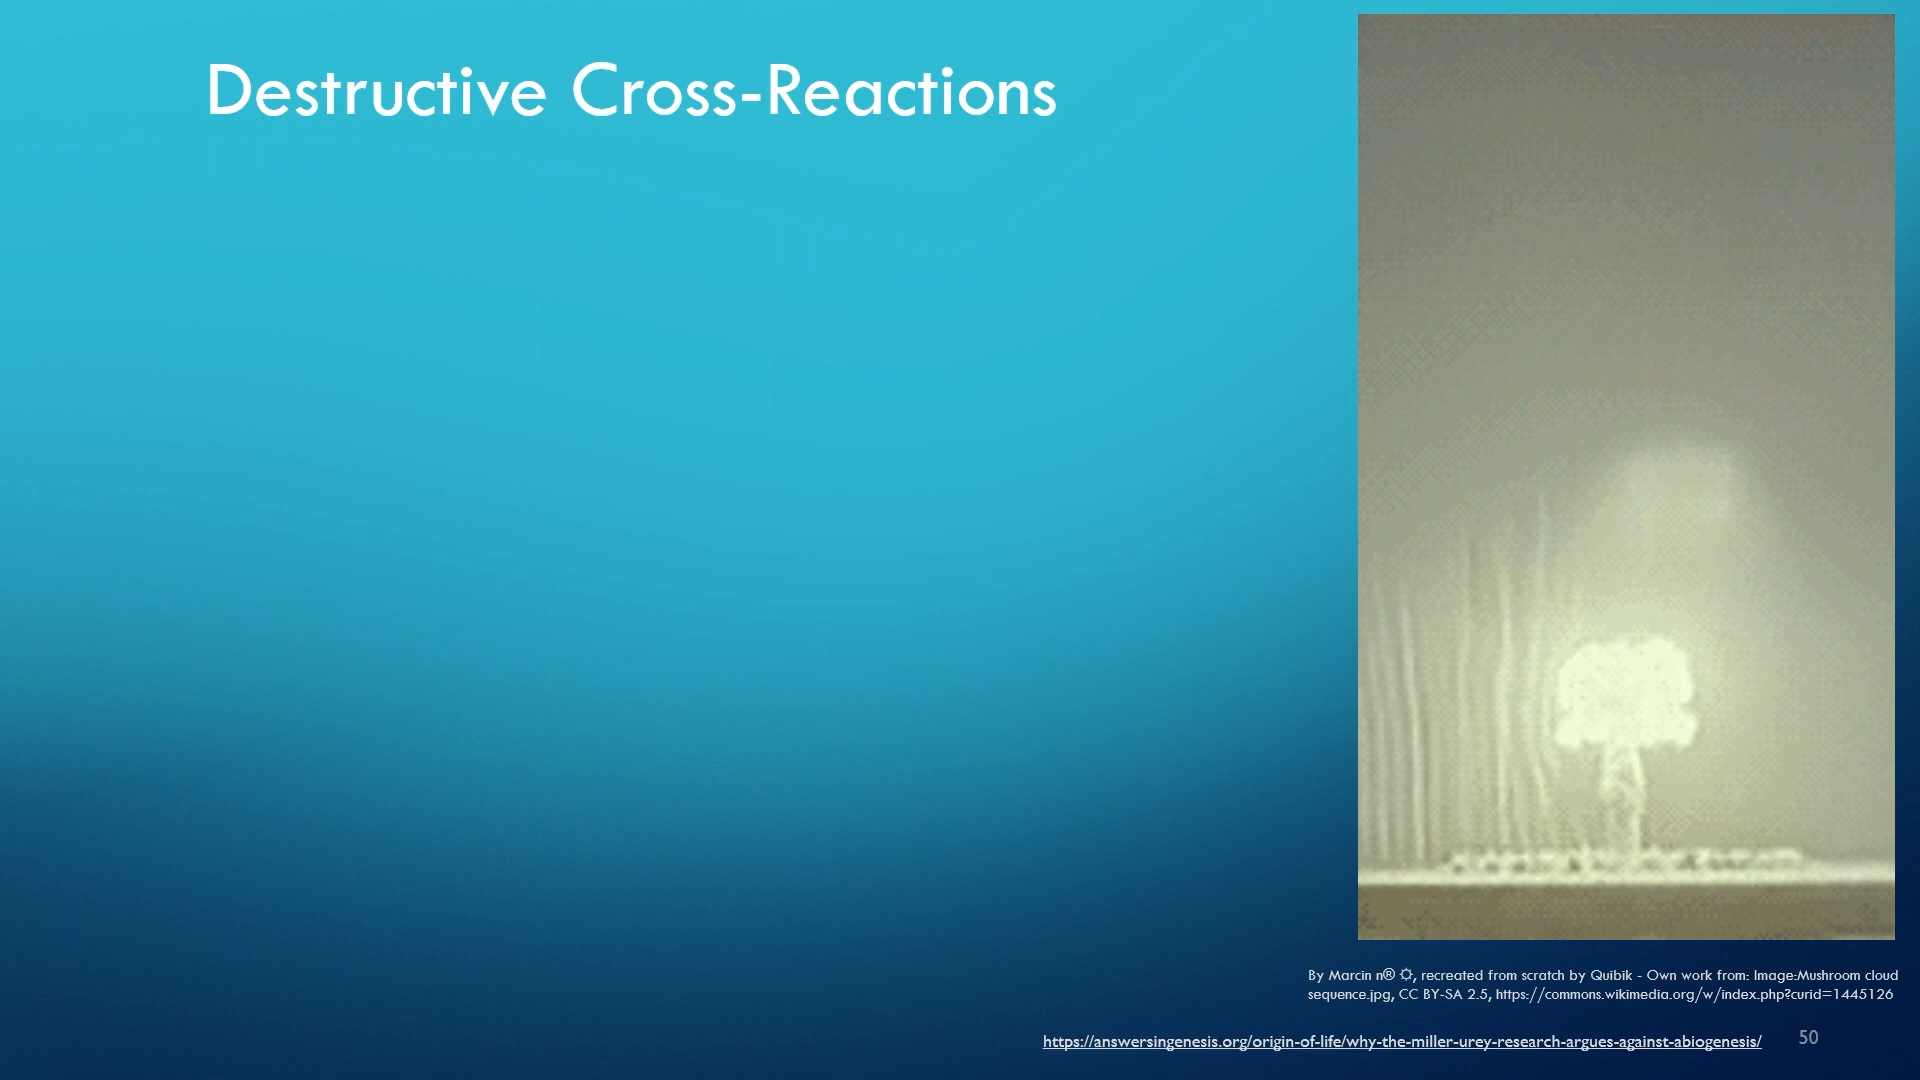 Destructive Cross-Reactions
By Marcin n® ☼, recreated from scratch by Quibik - Own work from: Image:Mushroom cloud
sequence.jpg, CC BY-SA 2.5, https://commons.wikimedia.org/w/index.php?curid=1445126
https://answersingenesis.org/origin-of-life/why-the-miller-urey-research-argues-against-abiogenesis/
50